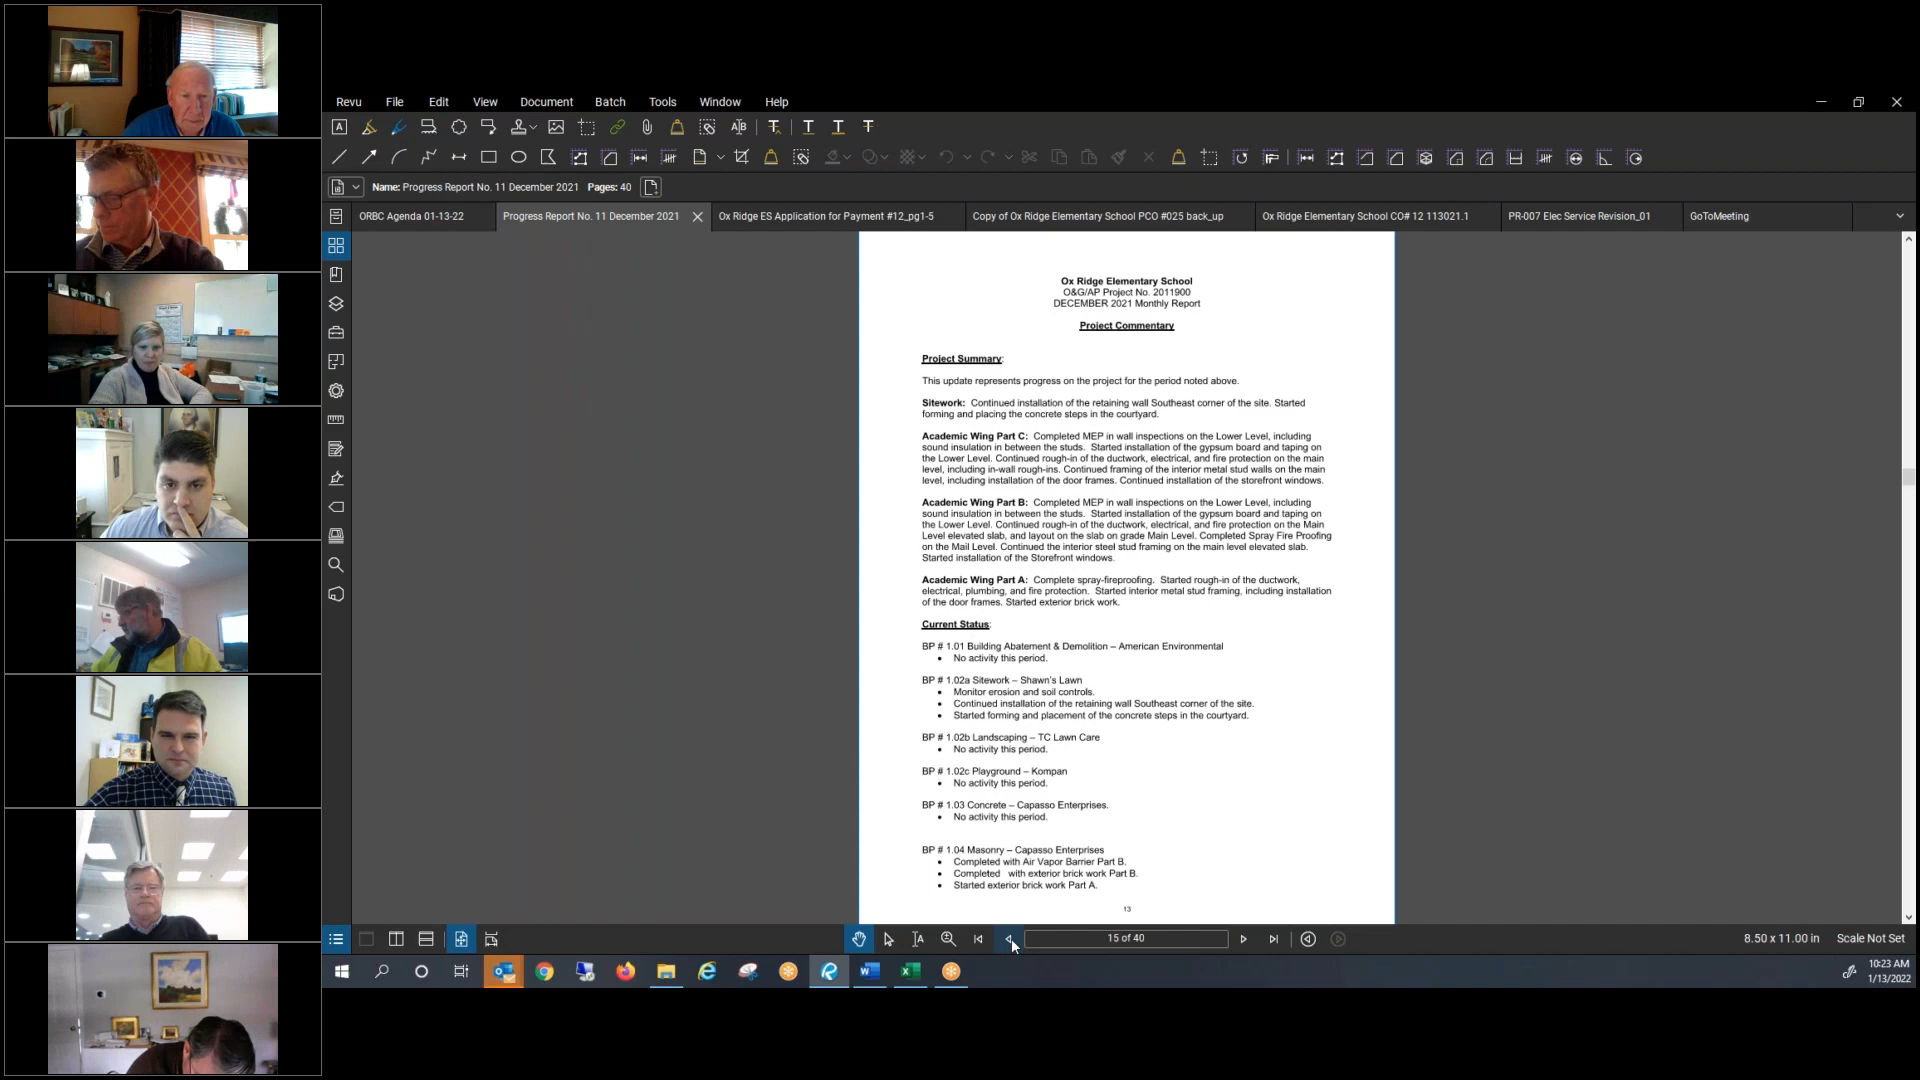 Revu File Edit View Document Batch Tools Window Help
Name: Progress Report No. 11 December 2021 Pages: 40
ORBC Agenda 01-13-22
Progress Report No. 11 December 2021
Ox Ridge ES Application for Payment #12_pg1-5
Copy of Ox Ridge Elementary School PCO #025 back_up
Ox Ridge Elementary School CO# 12 113021.1
PR-007 Elec Service Revision_01
GoToMeeting
Ox Ridge Elementary School
O&G/AP Project No. 2011900
DECEMBER 2021 Monthly Report
Project Commentary
Project Summary:
This update represents progress on the project for the period noted above.
Sitework: Continued installation of the retaining wall Southeast corner of the site. Started
forming and placing the concrete steps in the courtyard.
Academic Wing Part C: Completed MEP in wall inspections on the Lower Level, including
sound insulation in between the studs. Started installation of the gypsum board and taping on
the Lower Level. Continued rough-in of the ductwork, electrical, and fire protection on the main
level, including in-wall rough-ins. Continued framing of the interior metal stud walls on the main
level, including installation of the door frames. Continued installation of the storefront windows.
Academic Wing Part B: Completed MEP in wall inspections on the Lower Level, including
sound insulation in between the studs. Started installation of the gypsum board and taping on
the Lower Level. Continued rough-in of the ductwork, electrical, and fire protection on the Main
Level elevated slab, and layout on the slab on grade Main Level. Completed Spray Fire Proofing
on the Mail Level. Continued the interior steel stud framing on the main level elevated slab.
Started installation of the Storefront windows.
Academic Wing Part A: Complete spray-fireproofing. Started rough-in of the ductwork,
electrical, plumbing, and fire protection. Started interior metal stud framing, including installation
of the door frames. Started exterior brick work.
Current Status:
BP # 1.01 Building Abatement & Demolition – American Environmental
• No activity this period.
BP # 1.02a Sitework – Shawn's Lawn
• Monitor erosion and soil controls.
• Continued installation of the retaining wall Southeast corner of the site.
• Started forming and placement of the concrete steps in the courtyard.
BP # 1.02b Landscaping – TC Lawn Care
• No activity this period.
BP # 1.02c Playground – Kompan
• No activity this period.
BP # 1.03 Concrete – Capasso Enterprises.
• No activity this period.
BP # 1.04 Masonry – Capasso Enterprises
• Completed with Air Vapor Barrier Part B.
• Completed with exterior brick work Part B.
• Started exterior brick work Part A.
13
15 of 40
8.50 x 11.00 in Scale Not Set
10:23 AM
1/13/2022